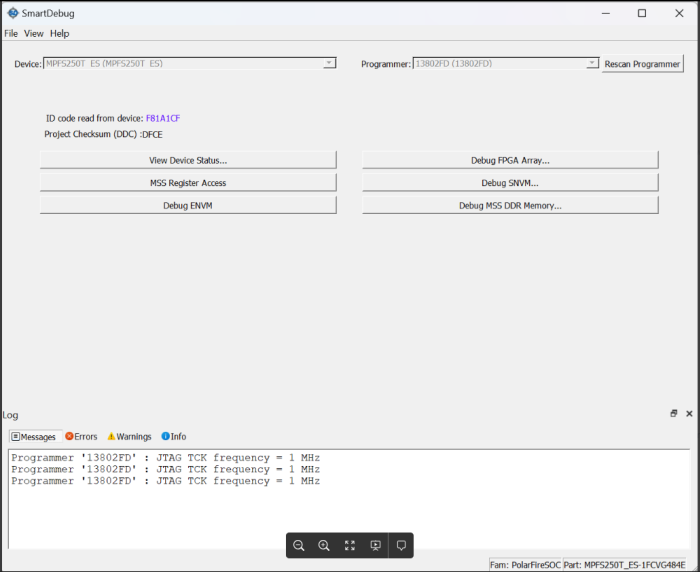 SmartDebug
File View Help
Device: MPFS250T_ES (MPFS250T_ES) Programmer: 13802FD (13802FD) Rescan Programmer
ID code read from device: F81A1CF
Project Checksum (DDC) :DFCE
View Device Status... Debug FPGA Array...
MSS Register Access Debug SNVM...
Debug ENVM Debug MSS DDR Memory...
Log
Messages Errors Warnings Info
Programmer '13802FD' : JTAG TCK frequency = 1 MHz
Programmer '13802FD' : JTAG TCK frequency = 1 MHz
Programmer '13802FD' : JTAG TCK frequency = 1 MHz
Fam: PolarFireSOC Part: MPFS250T_ES-1FCVG484E